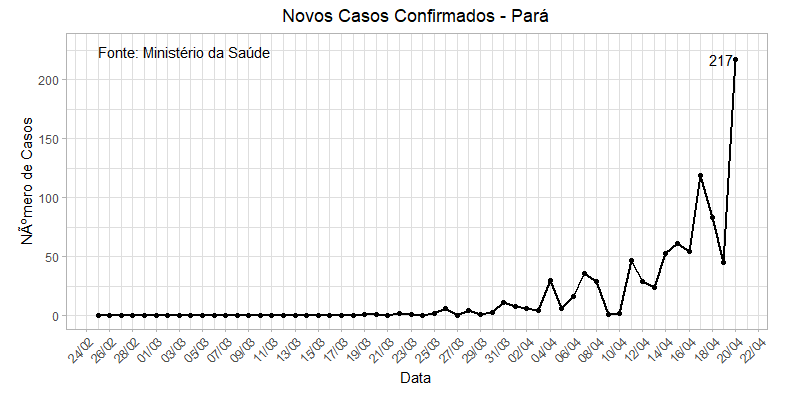 Novos Casos Confirmados - Pará
Fonte: Ministério da Saúde
217
NÃºmero de Casos
200
150
100
50
0
24/02 26/02 28/02 01/03 03/03 05/03 07/03 09/03 11/03 13/03 15/03 17/03 19/03 21/03 23/03 25/03 27/03 29/03 31/03 02/04 04/04 06/04 08/04 10/04 12/04 14/04 16/04 18/04 20/04 22/04
Data